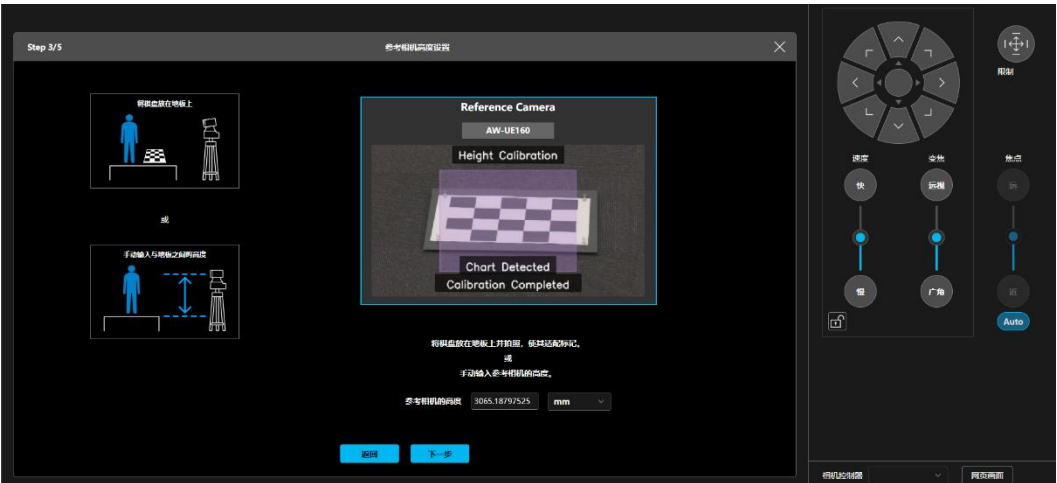 Step 3/5
参考相机高度设置
将棋盘放在地板上
或
手动输入与地板之间的高度
Reference Camera
AW-UE160
Height Calibration
Chart Detected
Calibration Completed
将棋盘放在地板上并拍照，使其适配标记。
或
手动输入参考相机的高度。
参考相机的高度
3065.18797525
mm
返回
下一步
限制
速度
变焦
焦点
快
远摄
远
慢
广角
近
Auto
相机控制器
网页画面